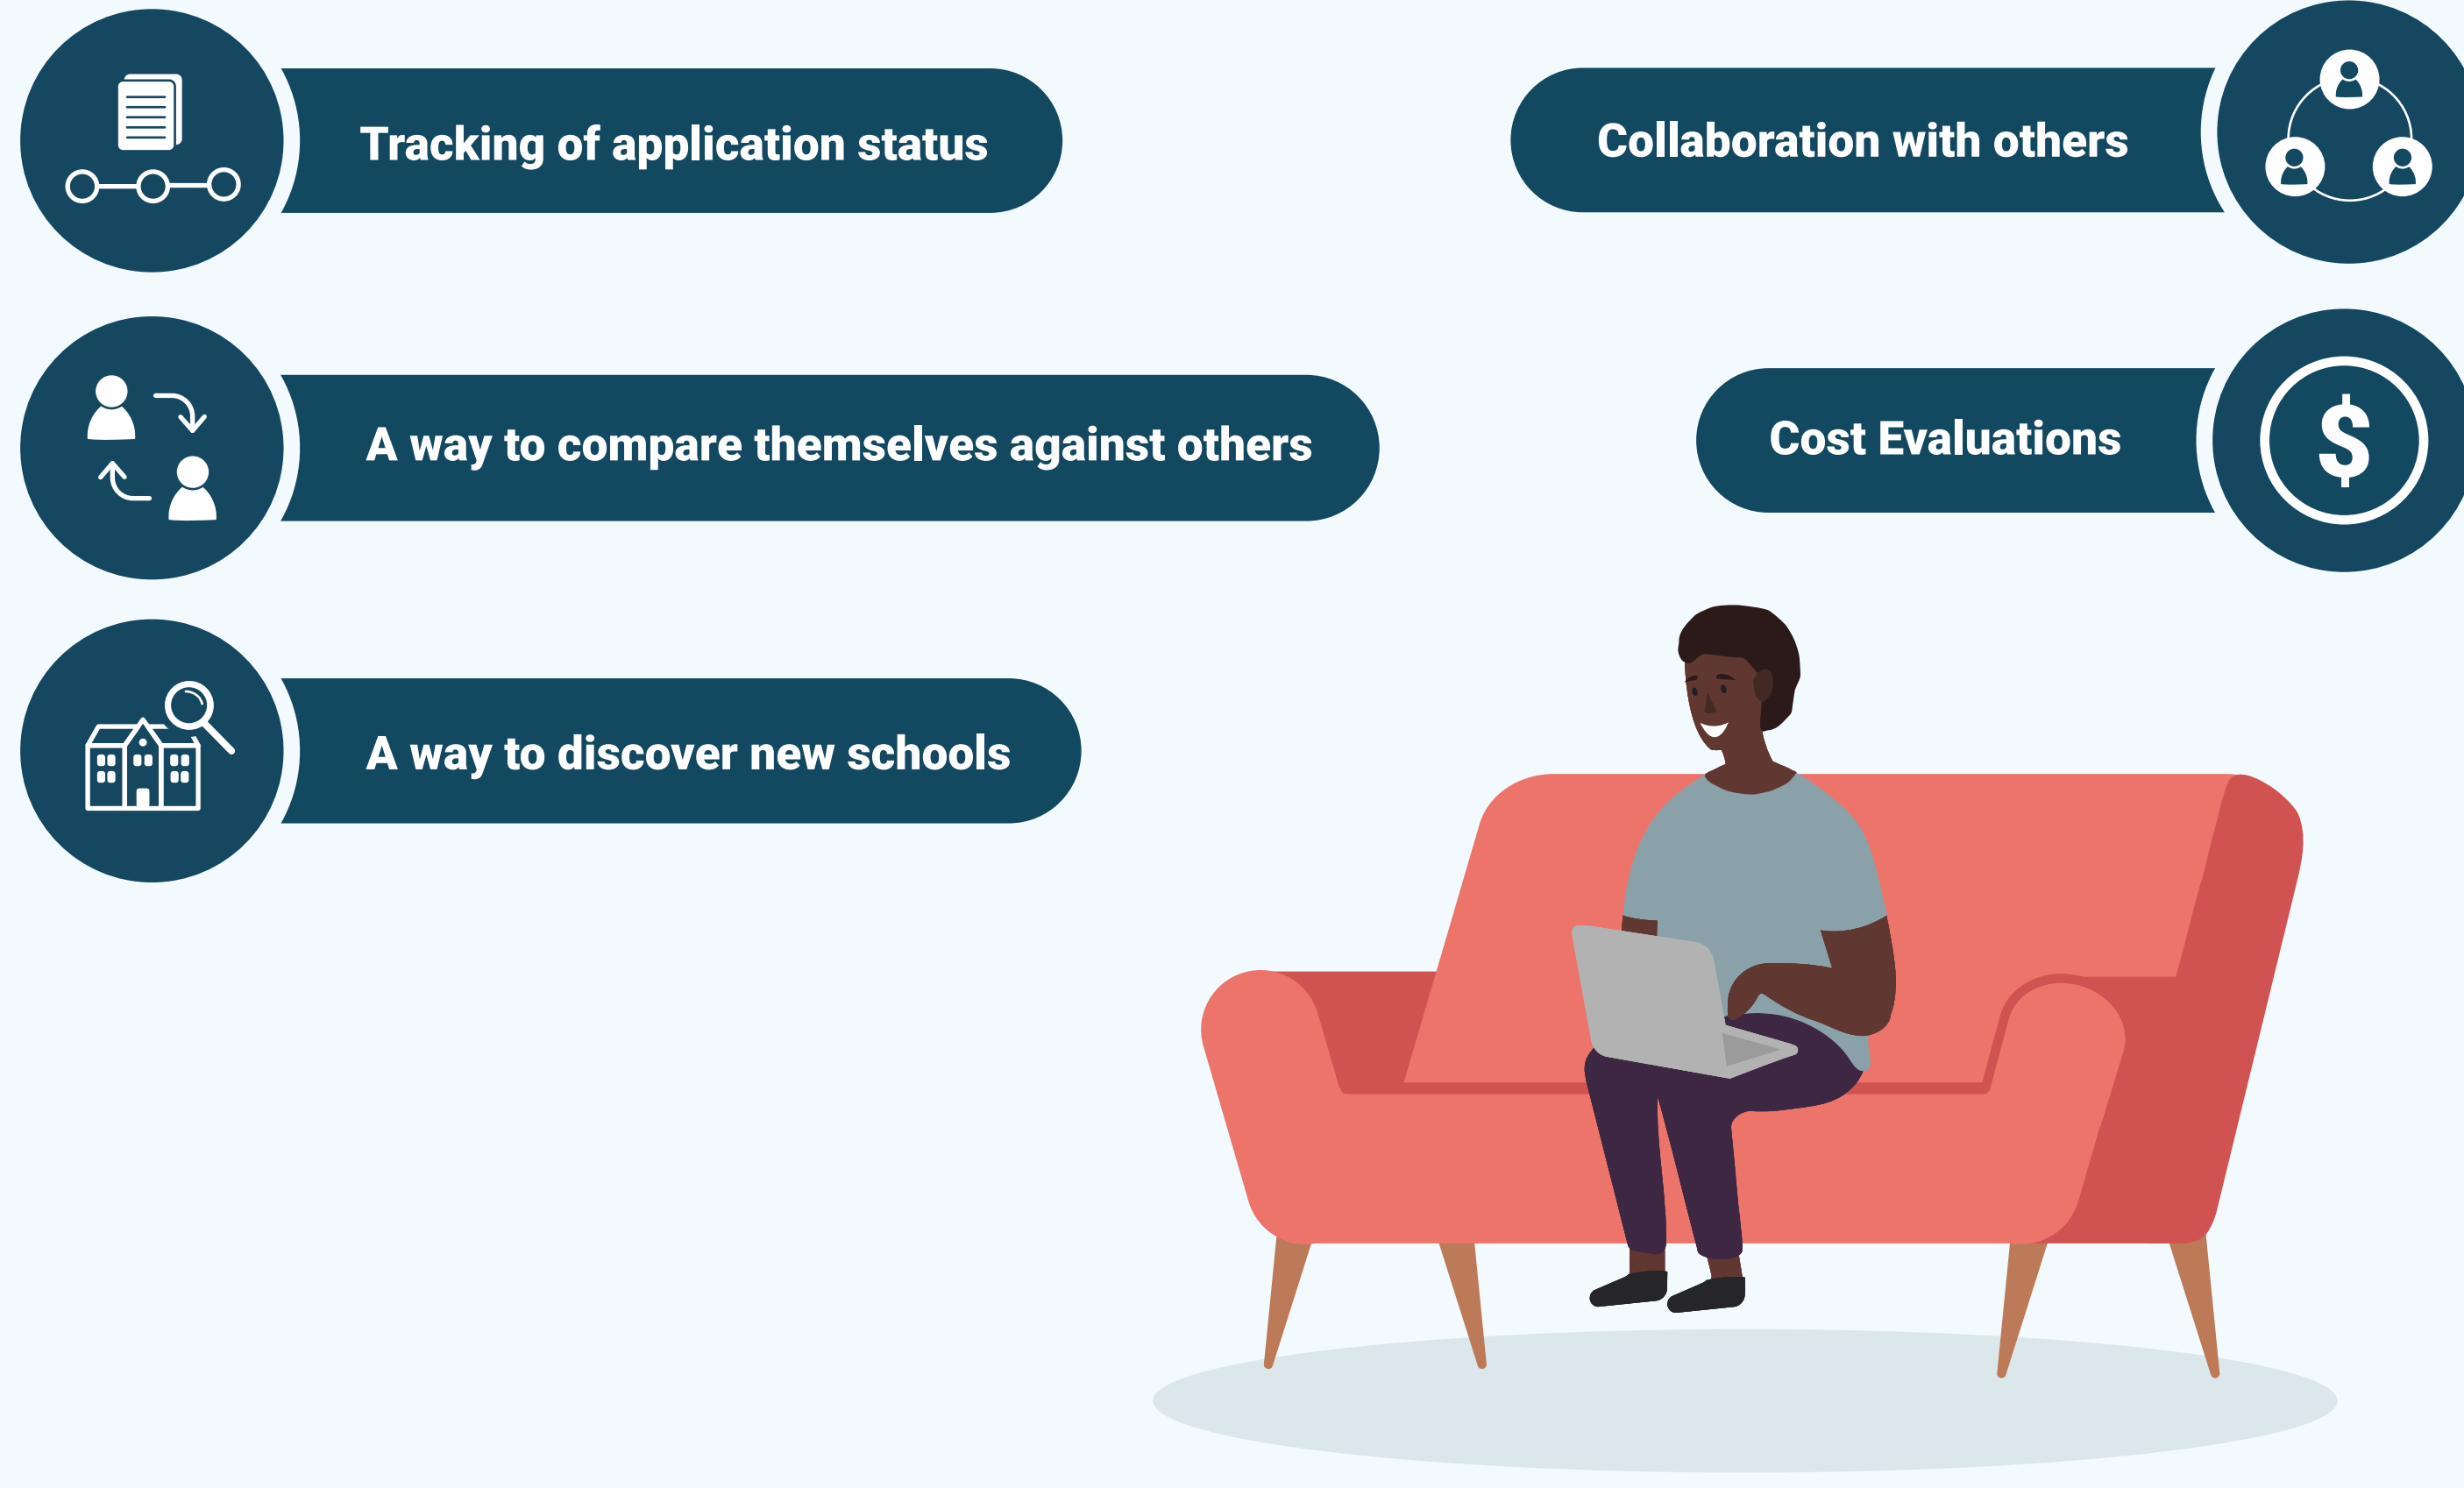 Tracking of application status
Collaboration with others
A way to compare themselves against others
Cost Evaluations
A way to discover new schools